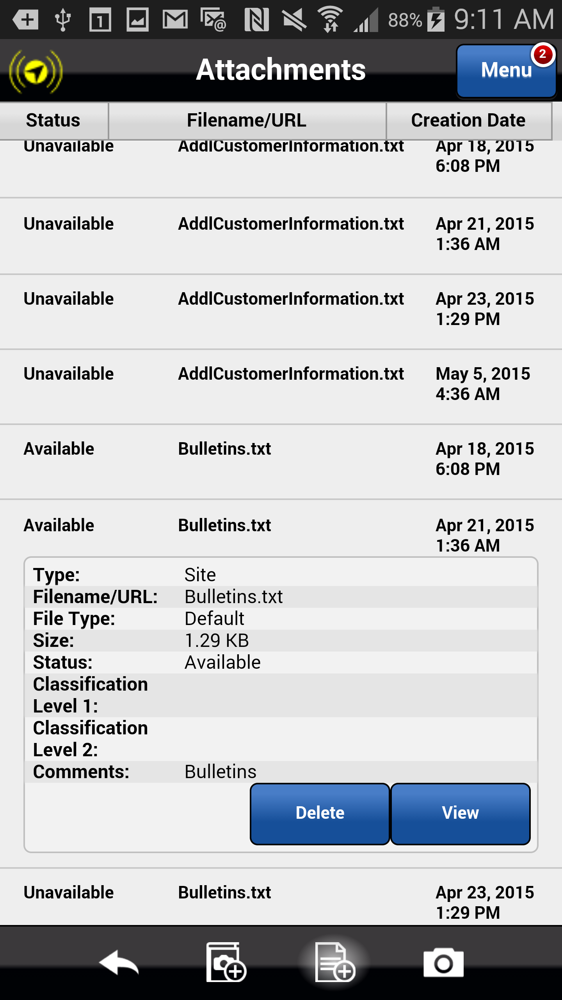 1 @ 88% 9:11 AM
Attachments
Menu 2
Status Filename/URL Creation Date
Unavailable AddlCustomerInformation.txt Apr 18, 2015
6:08 PM
Unavailable AddlCustomerInformation.txt Apr 21, 2015
1:36 AM
Unavailable AddlCustomerInformation.txt Apr 23, 2015
1:29 PM
Unavailable AddlCustomerInformation.txt May 5, 2015
4:36 AM
Available Bulletins.txt Apr 18, 2015
6:08 PM
Available Bulletins.txt Apr 21, 2015
1:36 AM
Type: Site
Filename/URL: Bulletins.txt
File Type: Default
Size: 1.29 KB
Status: Available
Classification
Level 1:
Classification
Level 2:
Comments: Bulletins
Delete View
Unavailable Bulletins.txt Apr 23, 2015
1:29 PM